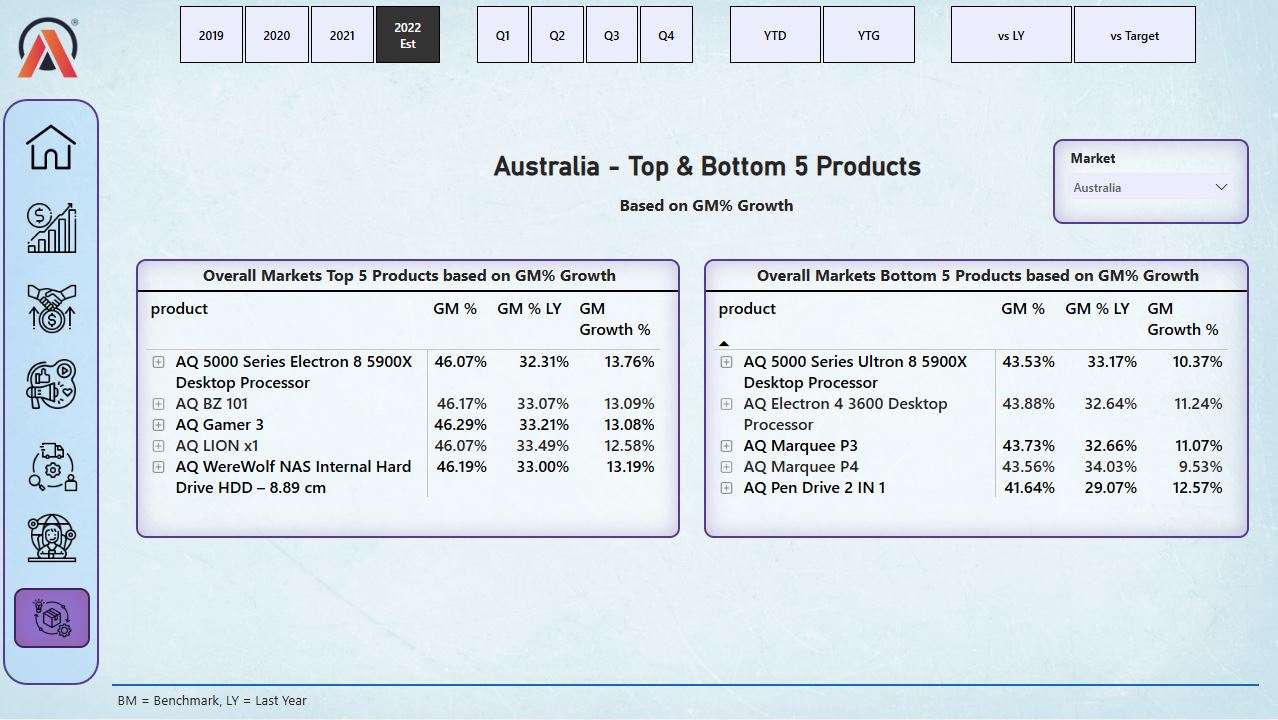 2019 2020 2021 2022 Est Q1 Q2 Q3 Q4 YTD YTG vs LY vs Target
Australia - Top & Bottom 5 Products
Based on GM% Growth
Market
Australia
Overall Markets Top 5 Products based on GM% Growth
product GM % GM % LY GM
Growth %
AQ 5000 Series Electron 8 5900X 46.07% 32.31% 13.76%
Desktop Processor
AQ BZ 101 46.17% 33.07% 13.09%
AQ Gamer 3 46.29% 33.21% 13.08%
AQ LION x1 46.07% 33.49% 12.58%
AQ WereWolf NAS Internal Hard 46.19% 33.00% 13.19%
Drive HDD – 8.89 cm
Overall Markets Bottom 5 Products based on GM% Growth
product GM % GM % LY GM
Growth %
AQ 5000 Series Ultron 8 5900X 43.53% 33.17% 10.37%
Desktop Processor
AQ Electron 4 3600 Desktop 43.88% 32.64% 11.24%
Processor
AQ Marquee P3 43.73% 32.66% 11.07%
AQ Marquee P4 43.56% 34.03% 9.53%
AQ Pen Drive 2 IN 1 41.64% 29.07% 12.57%
BM = Benchmark, LY = Last Year